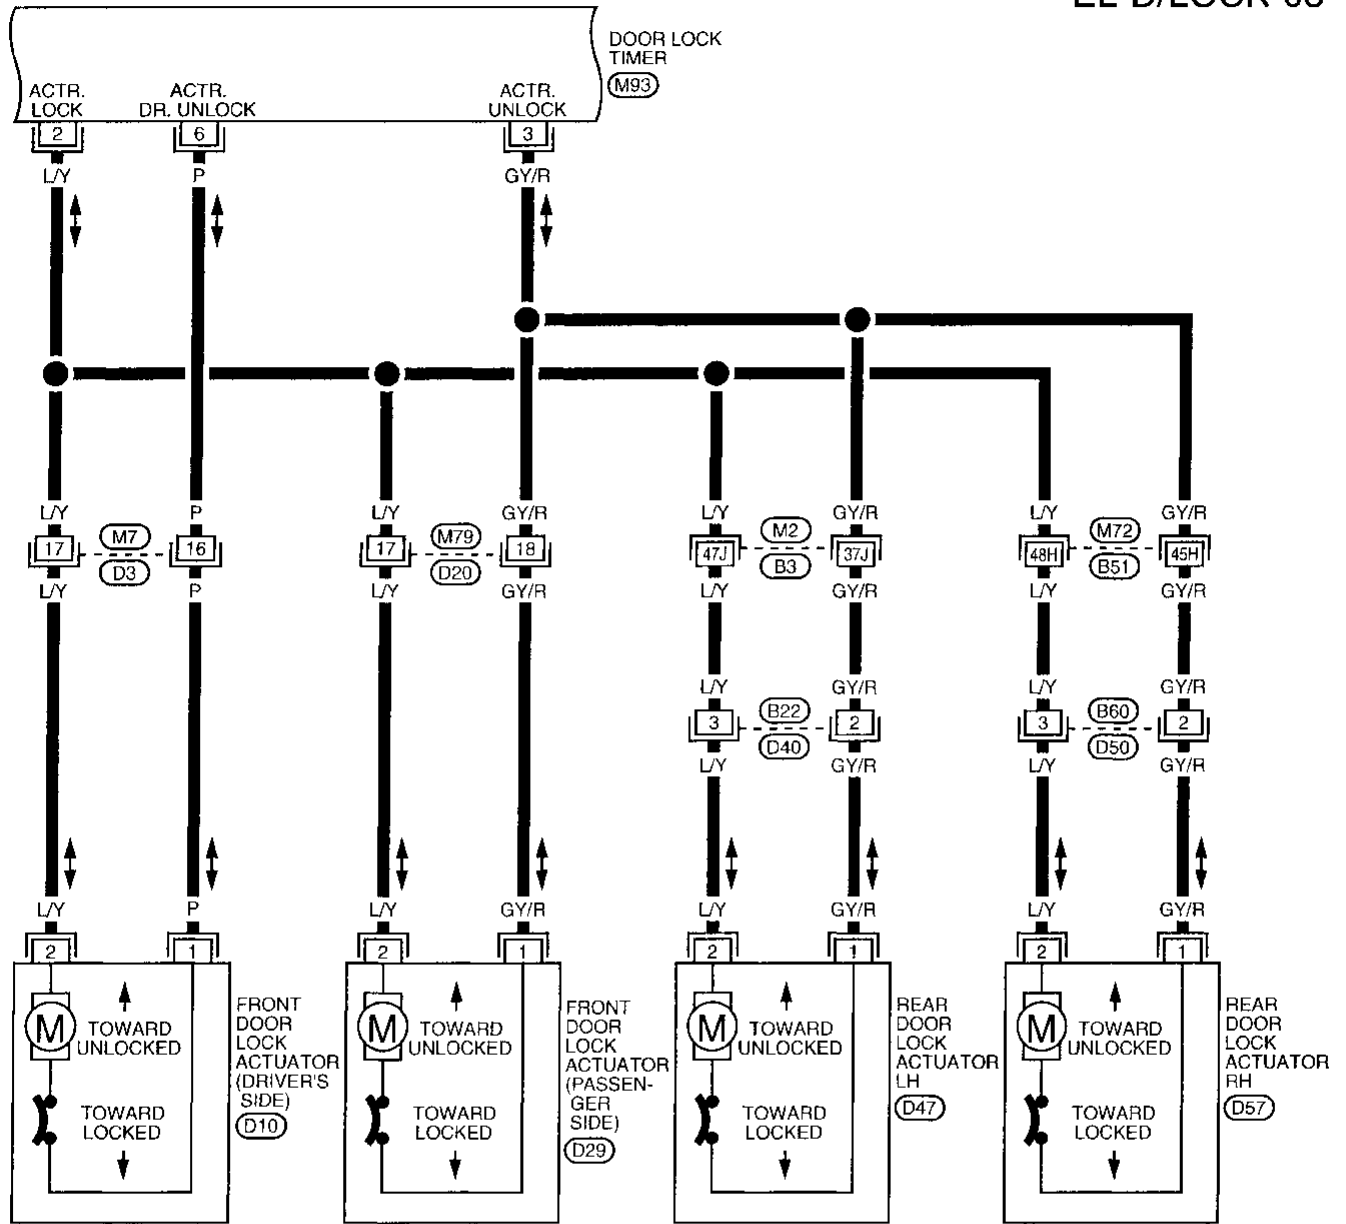 DOOR LOCK
TIMER
M93
ACTR.
LOCK
ACTR.
DR. UNLOCK
ACTR.
UNLOCK
2
6
3
L/Y
P
GY/R
L/Y
P
L/Y
GY/R
L/Y
GY/R
L/Y
GY/R
17
M7
D3
16
17
M79
D20
18
47J
M2
B3
37J
48H
M72
B51
45H
L/Y
P
L/Y
GY/R
L/Y
GY/R
L/Y
GY/R
L/Y
GY/R
L/Y
GY/R
3
B22
D40
2
3
B60
D50
2
L/Y
GY/R
L/Y
GY/R
L/Y
P
L/Y
GY/R
L/Y
GY/R
L/Y
GY/R
2
1
2
1
2
1
2
1
M
TOWARD
UNLOCKED
TOWARD
LOCKED
FRONT
DOOR
LOCK
ACTUATOR
(DRIVER'S
SIDE)
D10
M
TOWARD
UNLOCKED
TOWARD
LOCKED
FRONT
DOOR
LOCK
ACTUATOR
(PASSEN-
GER
SIDE)
D29
M
TOWARD
UNLOCKED
TOWARD
LOCKED
REAR
DOOR
LOCK
ACTUATOR
LH
D47
M
TOWARD
UNLOCKED
TOWARD
LOCKED
REAR
DOOR
LOCK
ACTUATOR
RH
D57